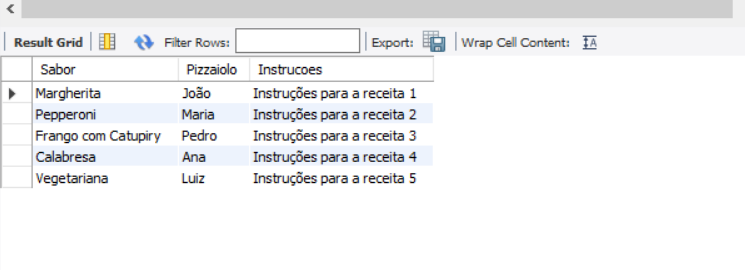 Result Grid Filter Rows: Export: Wrap Cell Content: IA
Sabor Pizzaiolo Instrucoes
Margherita João Instruções para a receita 1
Pepperoni Maria Instruções para a receita 2
Frango com Catupiry Pedro Instruções para a receita 3
Calabresa Ana Instruções para a receita 4
Vegetariana Luiz Instruções para a receita 5